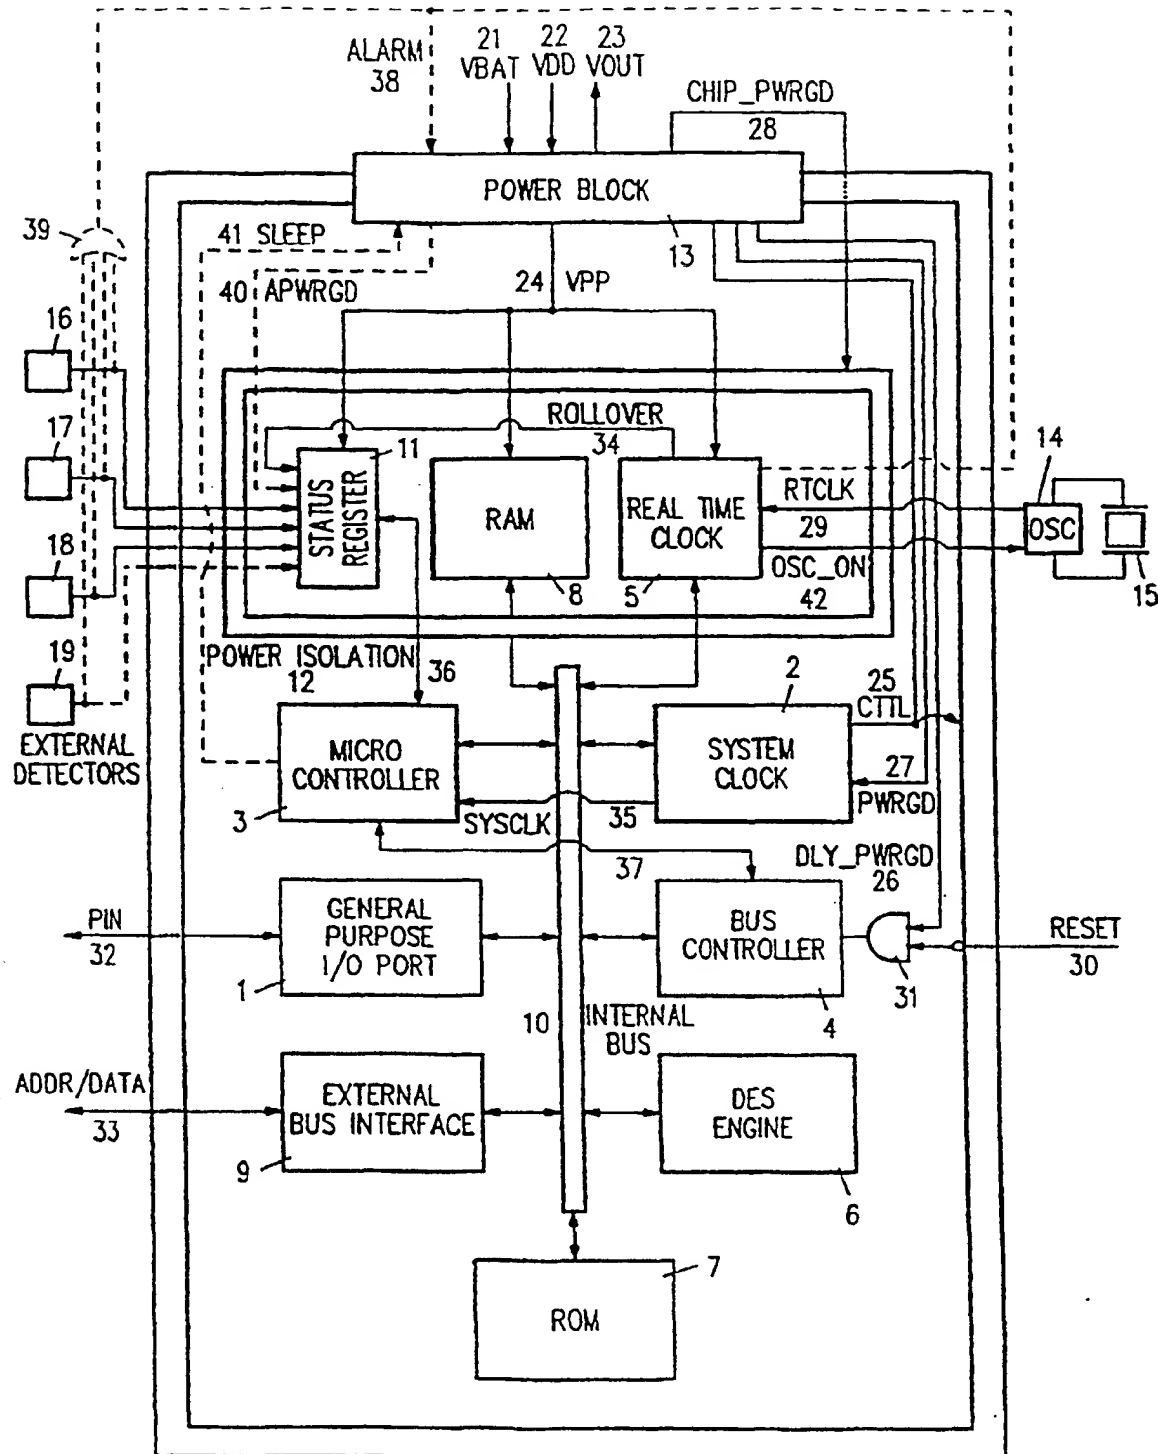 21
22
23
ALARM
38
VBAT
VDD
VOUT
CHIP_PWRGD
28
POWER BLOCK
13
39
41 SLEEP
40 APWRGD
24 VPP
16
17
18
19
EXTERNAL
DETECTORS
ROLLOVER
34
11
STATUS
REGISTER
RAM
8
REAL TIME
CLOCK
5
RTCLK
29
OSC_ON
42
14
OSC
15
POWER ISOLATION
12
36
2
25
CTTL
MICRO
CONTROLLER
3
SYSTEM
CLOCK
27
PWRGD
SYSCLK
35
37
DLY_PWRGD
26
PIN
32
GENERAL
PURPOSE
I/O PORT
1
BUS
CONTROLLER
4
31
RESET
30
10
INTERNAL
BUS
ADDR/DATA
33
EXTERNAL
BUS INTERFACE
9
DES
ENGINE
6
7
ROM